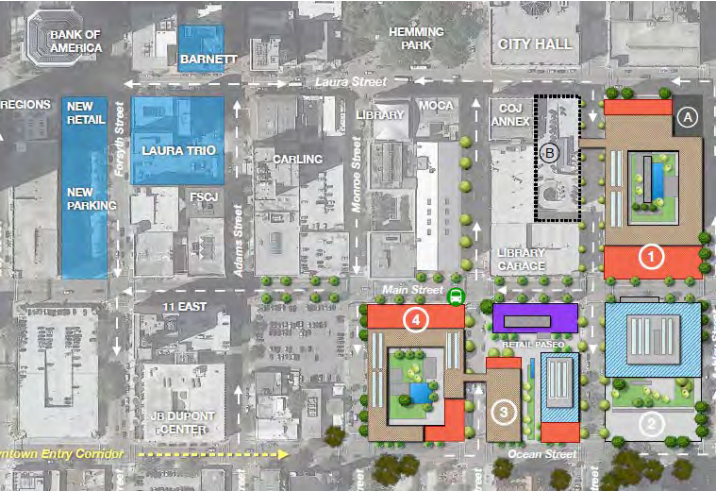 BANK OF
AMERICA
BARNETT
HEMMING
PARK
CITY HALL
Laura Street
REGIONS
NEW
RETAIL
NEW
PARKING
Forsyth Street
LAURA TRIO
FSCJ
Adams Street
CARLING
Monroe Street
LIBRARY
MOCA
COJ
ANNEX
B
A
LIBRARY
GARAGE
1
Main Street
11 EAST
4
RETAIL PASEO
JB DUPONT
CENTER
3
2
Entry Corridor
Ocean Street